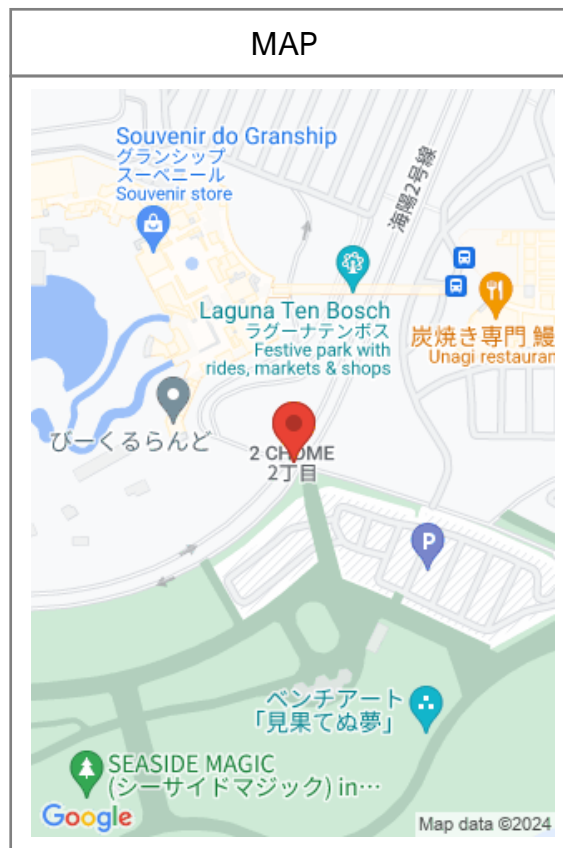 MAP
Souvenir do Granship
グランシップ
スーベニール
Souvenir store
海陽2号線
Laguna Ten Bosch
ラグーナテンボス
Festive park with
rides, markets & shops
炭焼き専門 鰻
Unagi restauran
びーくるらんど
2 CHOME
2丁目
P
ベンチアート
「見果てぬ夢」
SEASIDE MAGIC
(シーサイドマジック) in…
Google
Map data ©2024